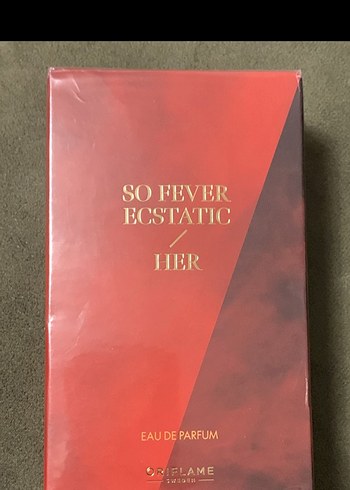 SO FEVER
ECSTATIC
/
HER
EAU DE PARFUM
ORIFLAME
SWEDEN